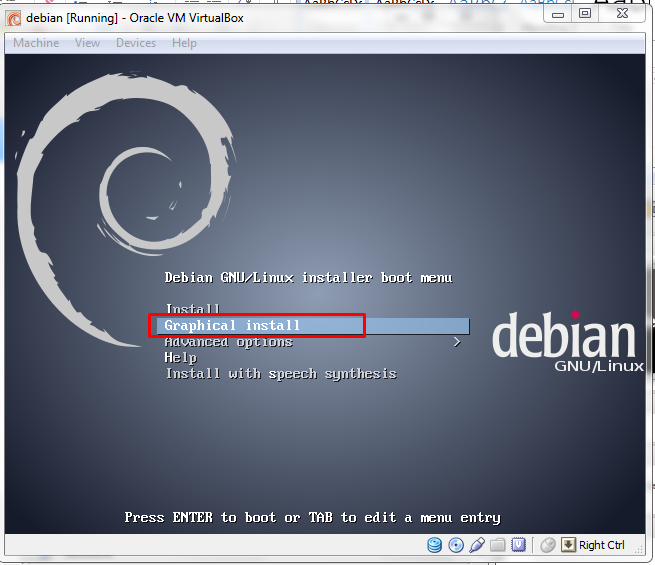 debian [Running] - Oracle VM VirtualBox
Machine View Devices Help
Debian GNU/Linux installer boot menu
Install
Graphical install
Advanced options >
Help
Install with speech synthesis
debian
GNU/Linux
Press ENTER to boot or TAB to edit a menu entry
Right Ctrl